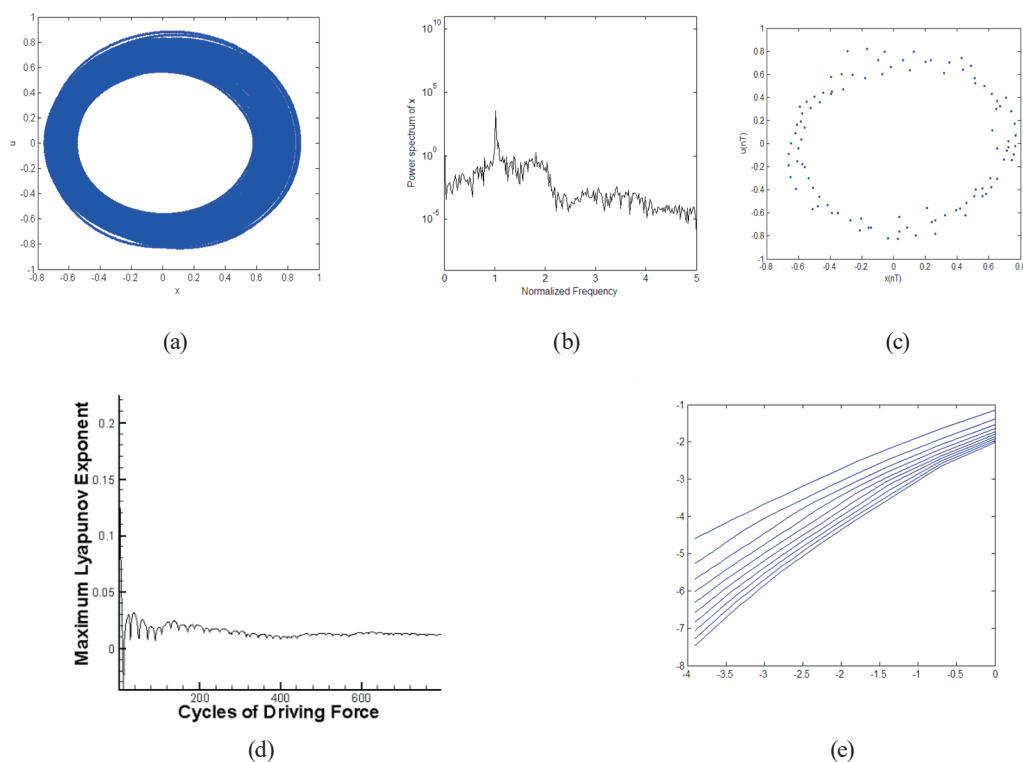 1
0.8
0.6
0.4
0.2
0
-0.2
-0.4
-0.6
-0.8
-1
u
-0.8 -0.6 -0.4 -0.2 0 0.2 0.4 0.6 0.8 1
x
(a)
10^10
10^5
10^0
10^-5
Power spectrum of x
0 1 2 3 4 5
Normalized Frequency
(b)
1
0.8
0.6
0.4
0.2
0
-0.2
-0.4
-0.6
-0.8
-1
u(nT)
-0.8 -0.6 -0.4 -0.2 0 0.2 0.4 0.6 0.8
x(nT)
(c)
0.2
0.15
0.1
0.05
0
Maximum Lyapunov Exponent
200 400 600
Cycles of Driving Force
(d)
-1
-2
-3
-4
-5
-6
-7
-8
-4 -3.5 -3 -2.5 -2 -1.5 -1 -0.5 0
(e)